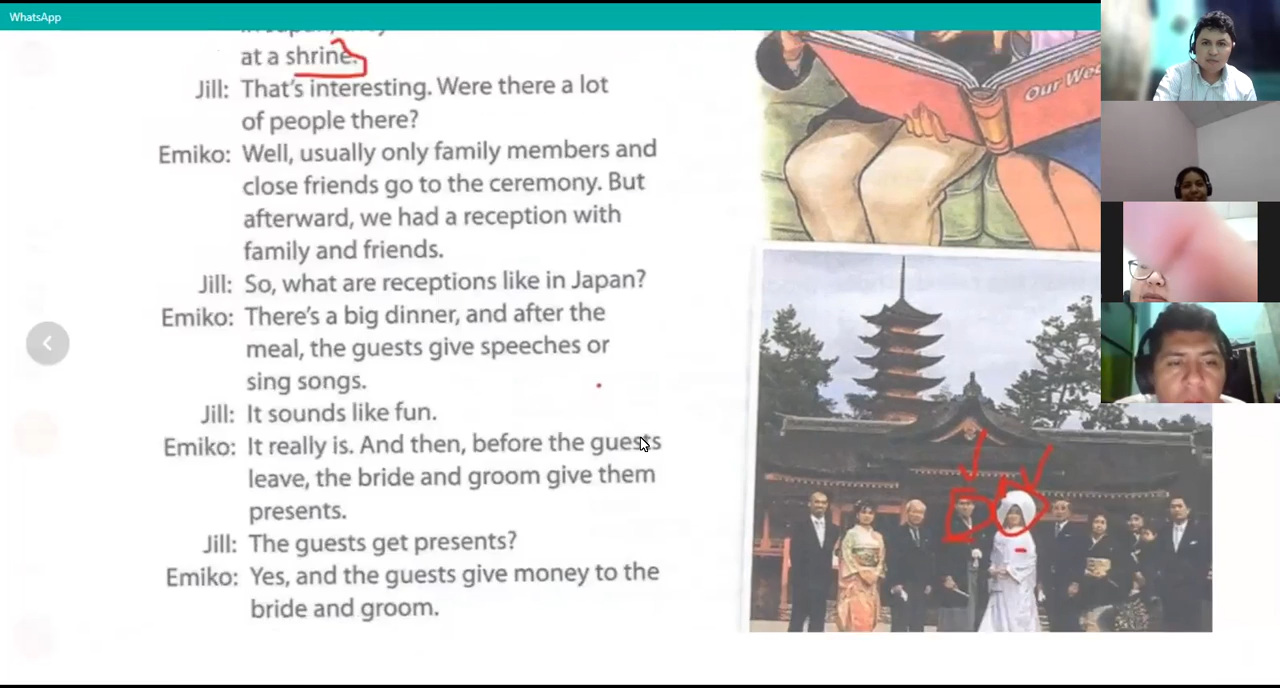 WhatsApp
at a shrine.
Jill: That's interesting. Were there a lot
of people there?
Emiko: Well, usually only family members and
close friends go to the ceremony. But
afterward, we had a reception with
family and friends.
Jill: So, what are receptions like in Japan?
Emiko: There's a big dinner, and after the
meal, the guests give speeches or
sing songs.
Jill: It sounds like fun.
Emiko: It really is. And then, before the guests
leave, the bride and groom give them
presents.
Jill: The guests get presents?
Emiko: Yes, and the guests give money to the
bride and groom.
Our